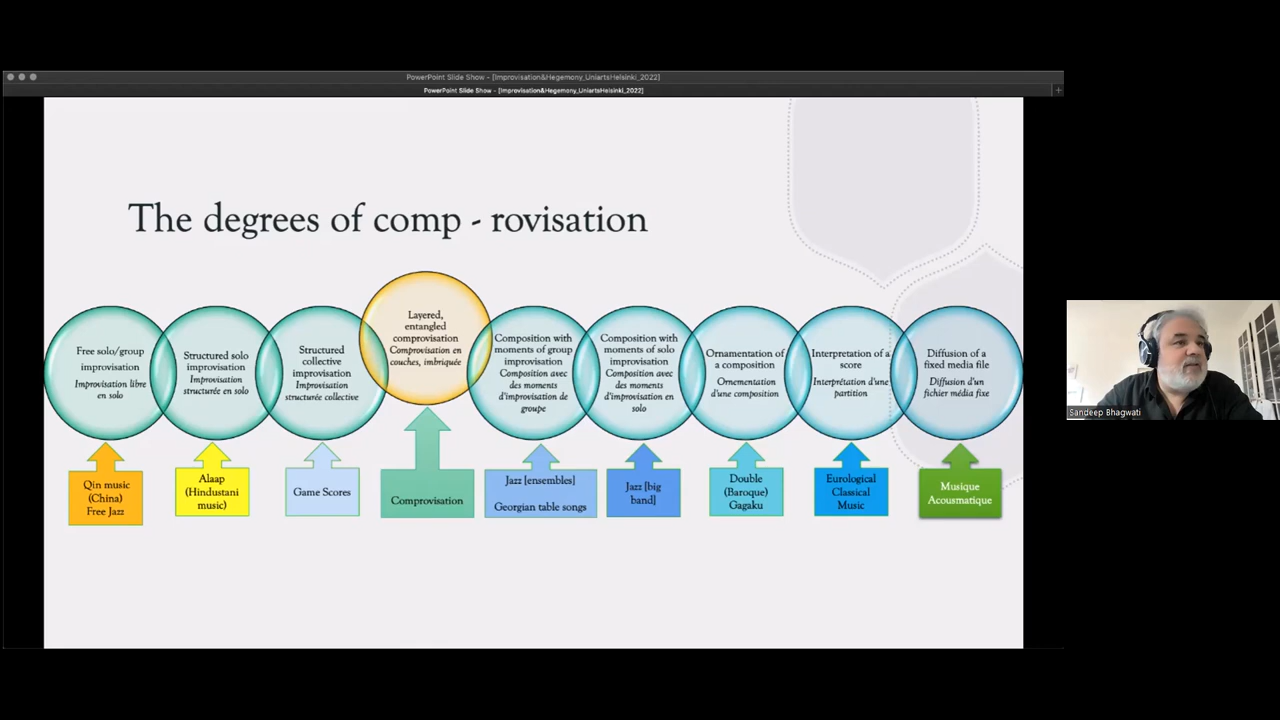 PowerPoint Slide Show - [Improvisation&Hegemony_UniartsHelsinki_2022]
PowerPoint Slide Show - [Improvisation&Hegemony_UniartsHelsinki_2022]
+
The degrees of comp - rovisation
Free solo/group
improvisation
Improvisation libre
en solo
Structured solo
improvisation
Improvisation
structurée en solo
Structured
collective
improvisation
Improvisation
structurée collective
Layered,
entangled
comprovisation
Comprovisation en
couches, imbriquée
Composition with
moments of group
improvisation
Composition avec
des moments
d'improvisation de
groupe
Composition with
moments of solo
improvisation
Composition avec
des moments
d'improvisation en
solo
Ornamentation of
a composition
Ornementation
d'une composition
Interpretation of a
score
Interprétation d'une
partition
Diffusion of a
fixed media file
Diffusion d'un
fichier média fixe
Qin music
(China)
Free Jazz
Alaap
(Hindustani
music)
Game Scores
Comprovisation
Jazz [ensembles]
Georgian table songs
Jazz [big
band]
Double
(Baroque)
Gagaku
Eurological
Classical
Music
Musique
Acousmatique
Sandeep Bhagwati